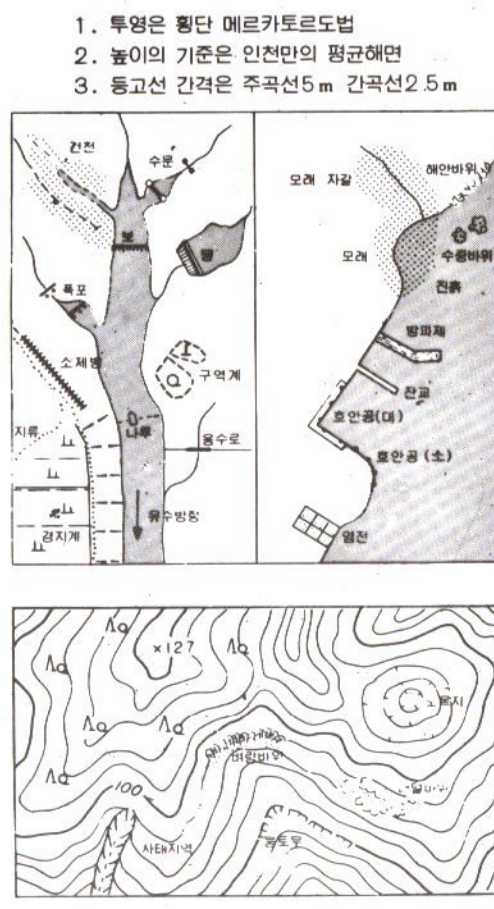 1. 투영은 횡단 메르카토르도법
2. 높이의 기준은 인천만의 평균해면
3. 등고선 간격은 주곡선5m 간곡선2.5m
건천
수문
보
땜
폭포
소제방
구역계
지류
나루
용수로
경지계
유수방향
모래 자갈
해안바위
모래
수중바위
진흙
방파제
잔교
호안공(대)
호안공(소)
염전
×127
벼랑바위
100
사태지역